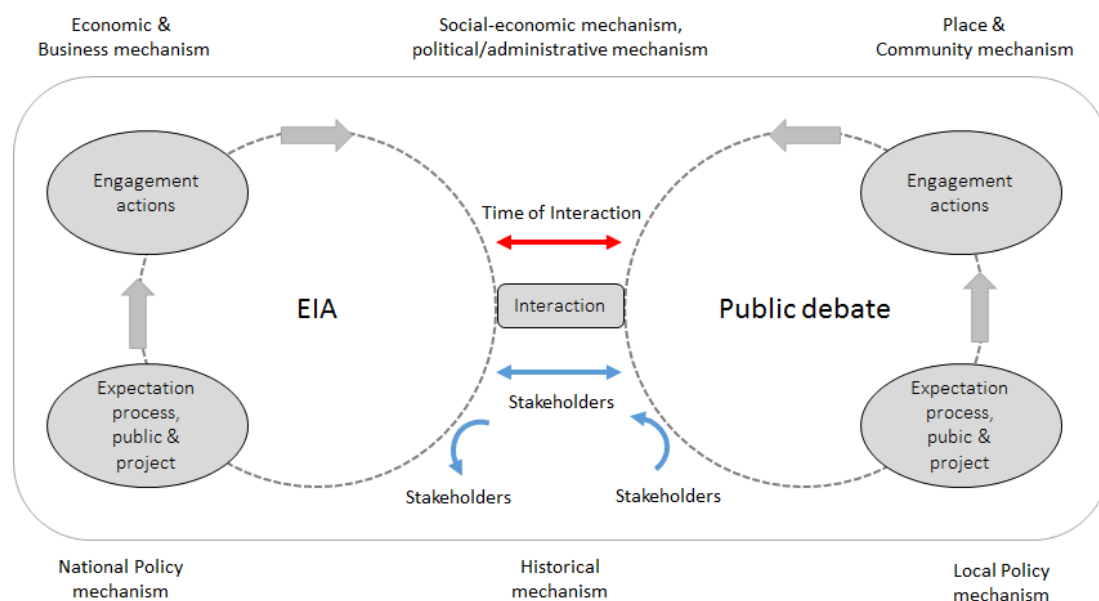 Economic &
Business mechanism
Social-economic mechanism,
political/administrative mechanism
Place &
Community mechanism
Engagement
actions
Engagement
actions
Time of Interaction
EIA
Interaction
Public debate
Expectation
process,
public &
project
Stakeholders
Expectation
process,
pubic &
project
Stakeholders
Stakeholders
National Policy
mechanism
Historical
mechanism
Local Policy
mechanism